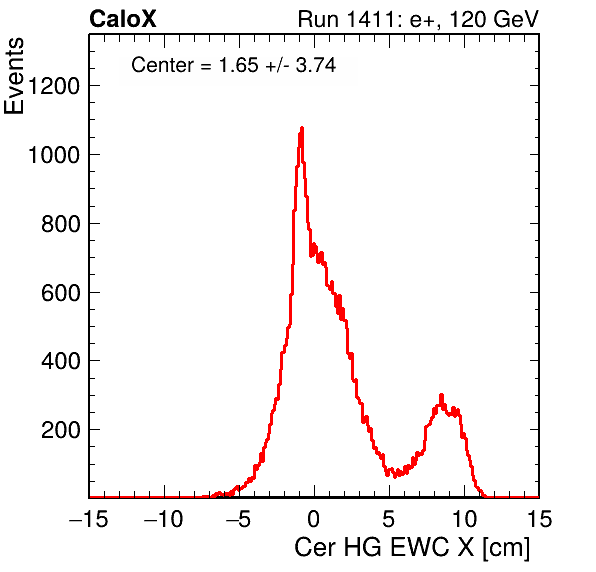 CaloX Run 1411: e+, 120 GeV
Events
Center = 1.65 +/- 3.74
1200
1000
800
600
400
200
−15 −10 −5 0 5 10 15
Cer HG EWC X [cm]